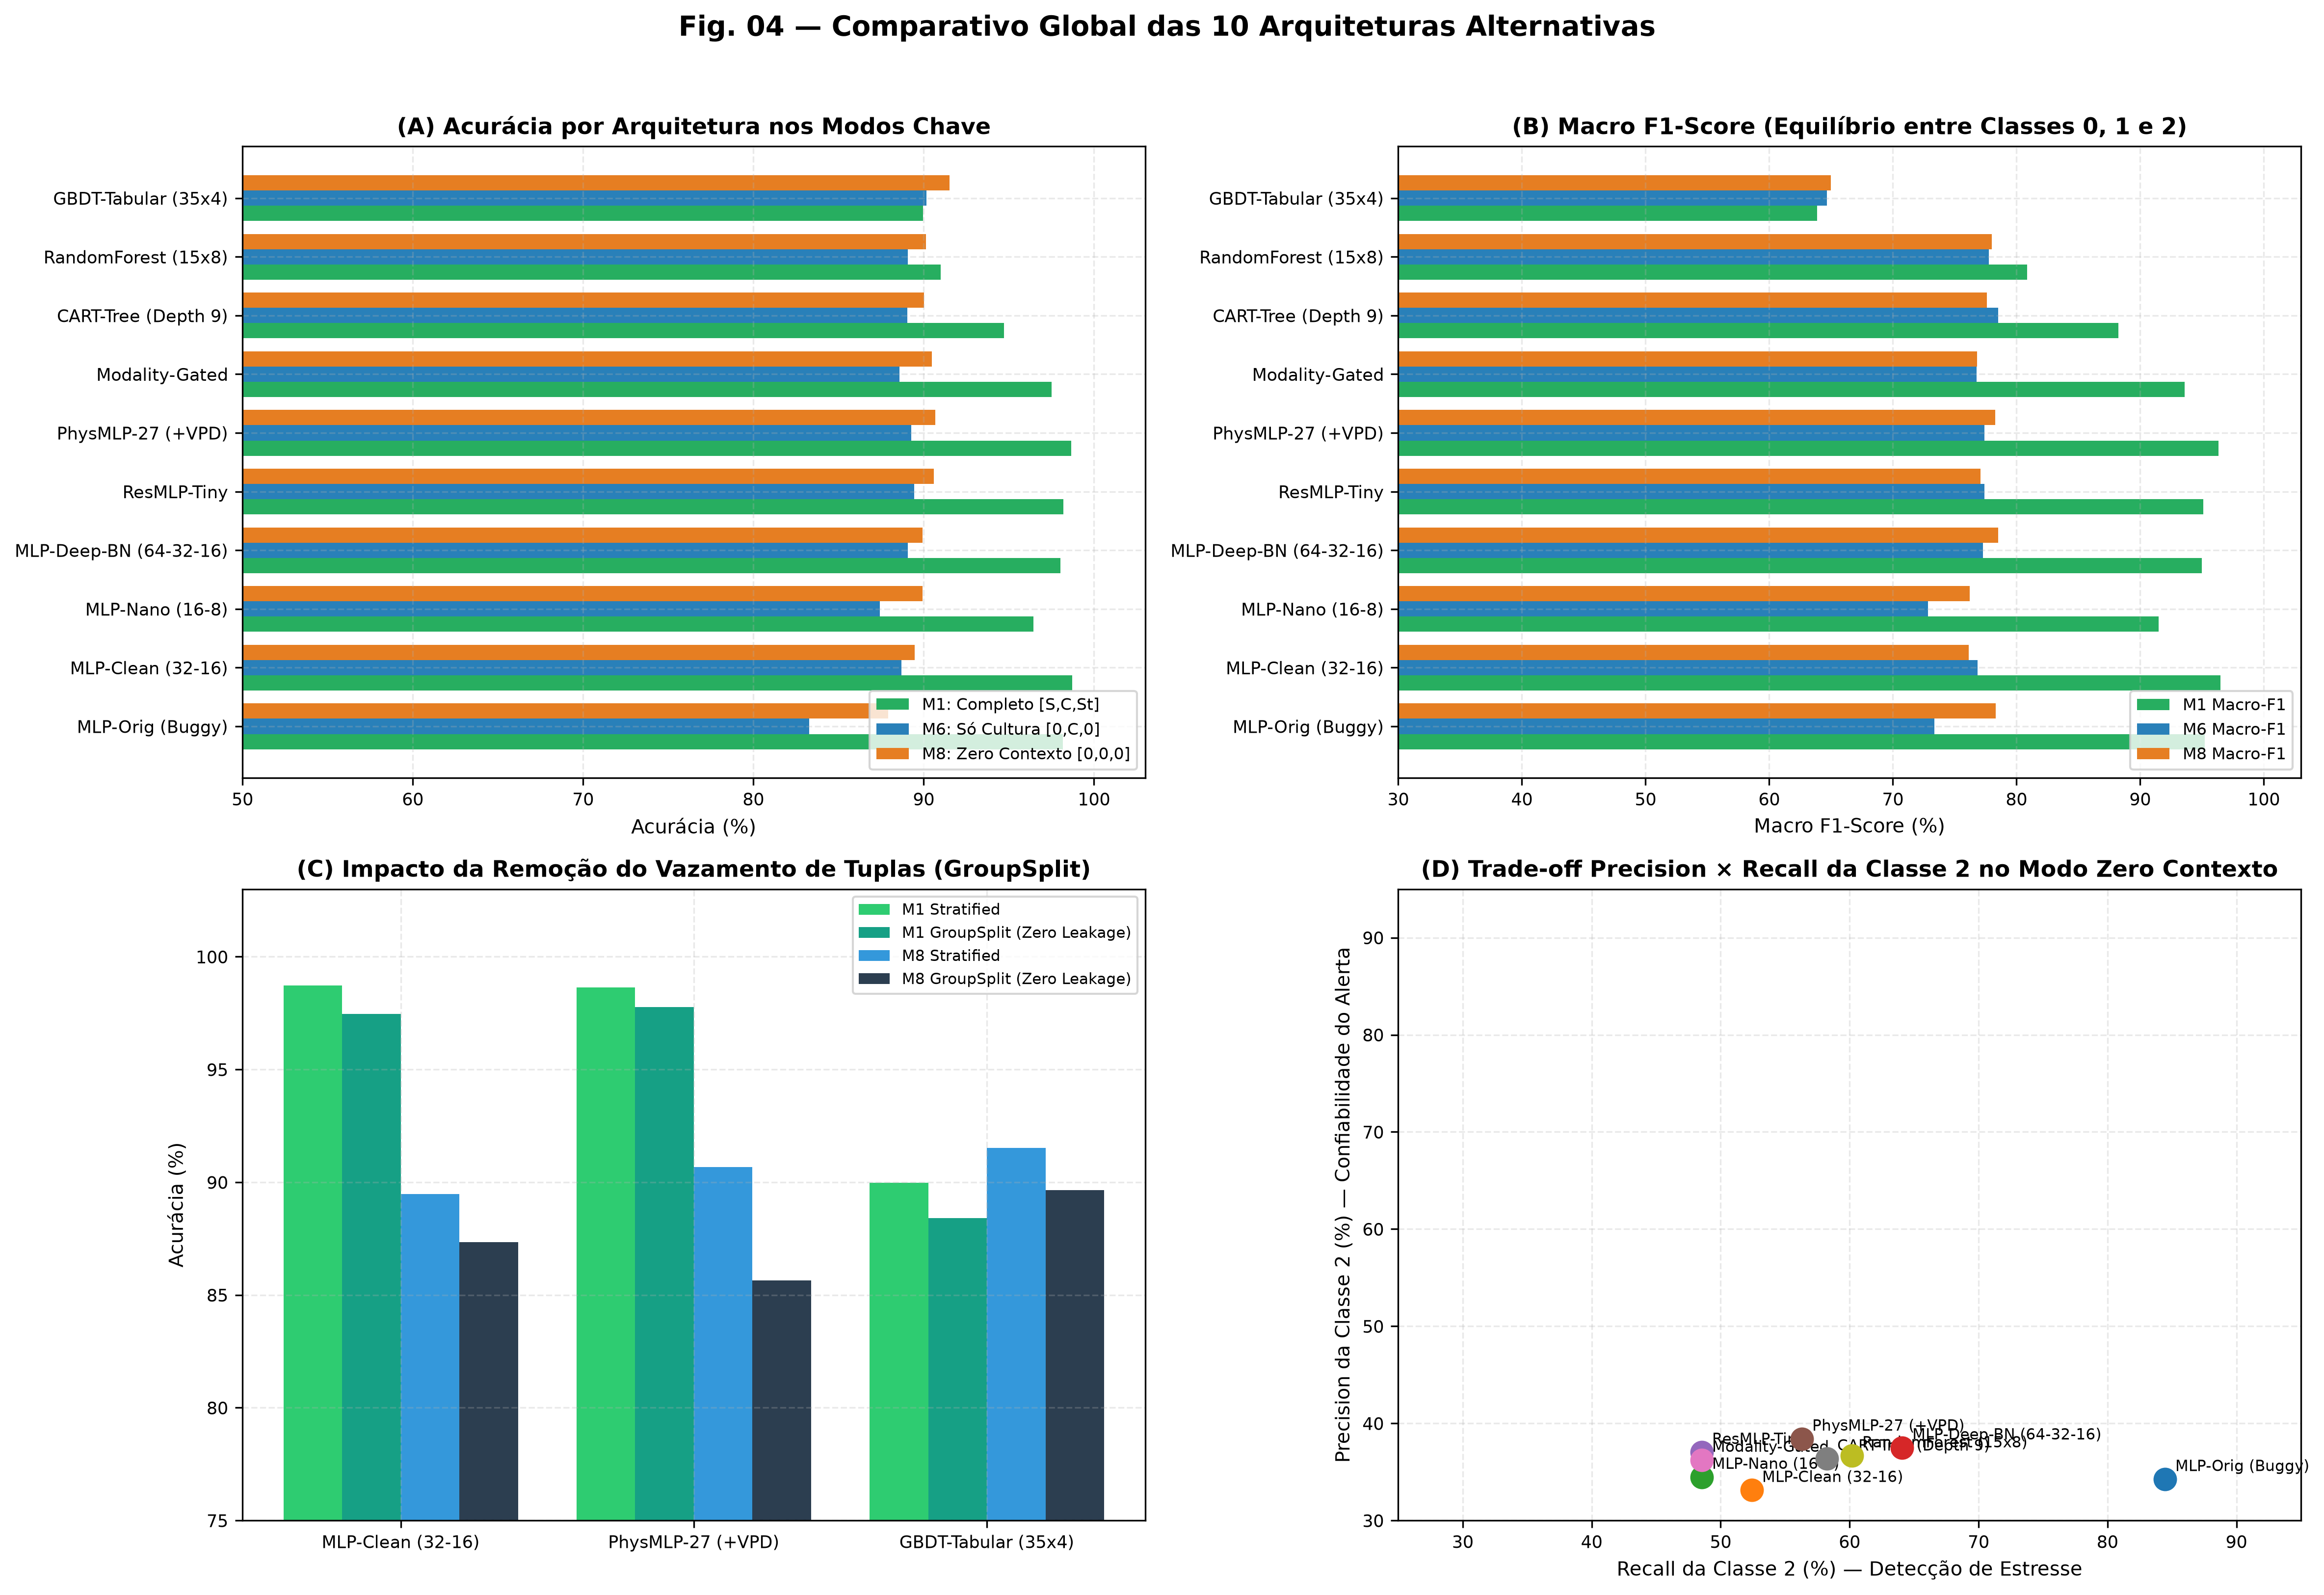 Fig. 04 — Comparativo Global das 10 Arquiteturas Alternativas
(A) Acurácia por Arquitetura nos Modos Chave
GBDT-Tabular (35x4)
RandomForest (15x8)
CART-Tree (Depth 9)
Modality-Gated
PhysMLP-27 (+VPD)
ResMLP-Tiny
MLP-Deep-BN (64-32-16)
MLP-Nano (16-8)
MLP-Clean (32-16)
MLP-Orig (Buggy)
M1: Completo [S,C,St]
M6: Só Cultura [0,C,0]
M8: Zero Contexto [0,0,0]
50 60 70 80 90 100
Acurácia (%)
(B) Macro F1-Score (Equilíbrio entre Classes 0, 1 e 2)
GBDT-Tabular (35x4)
RandomForest (15x8)
CART-Tree (Depth 9)
Modality-Gated
PhysMLP-27 (+VPD)
ResMLP-Tiny
MLP-Deep-BN (64-32-16)
MLP-Nano (16-8)
MLP-Clean (32-16)
MLP-Orig (Buggy)
M1 Macro-F1
M6 Macro-F1
M8 Macro-F1
30 40 50 60 70 80 90 100
Macro F1-Score (%)
(C) Impacto da Remoção do Vazamento de Tuplas (GroupSplit)
M1 Stratified
M1 GroupSplit (Zero Leakage)
M8 Stratified
M8 GroupSplit (Zero Leakage)
100
95
90
85
80
75
Acurácia (%)
MLP-Clean (32-16) PhysMLP-27 (+VPD) GBDT-Tabular (35x4)
(D) Trade-off Precision × Recall da Classe 2 no Modo Zero Contexto
90
80
70
60
50
40
30
Precision da Classe 2 (%) — Confiabilidade do Alerta
PhysMLP-27 (+VPD)
MLP-Deep-BN (64-32-16)
ResMLP-Tiny
Modality-Gated
MLP-Orig (Buggy)
MLP-Nano (16-8)
MLP-Clean (32-16)
30 40 50 60 70 80 90
Recall da Classe 2 (%) — Detecção de Estresse